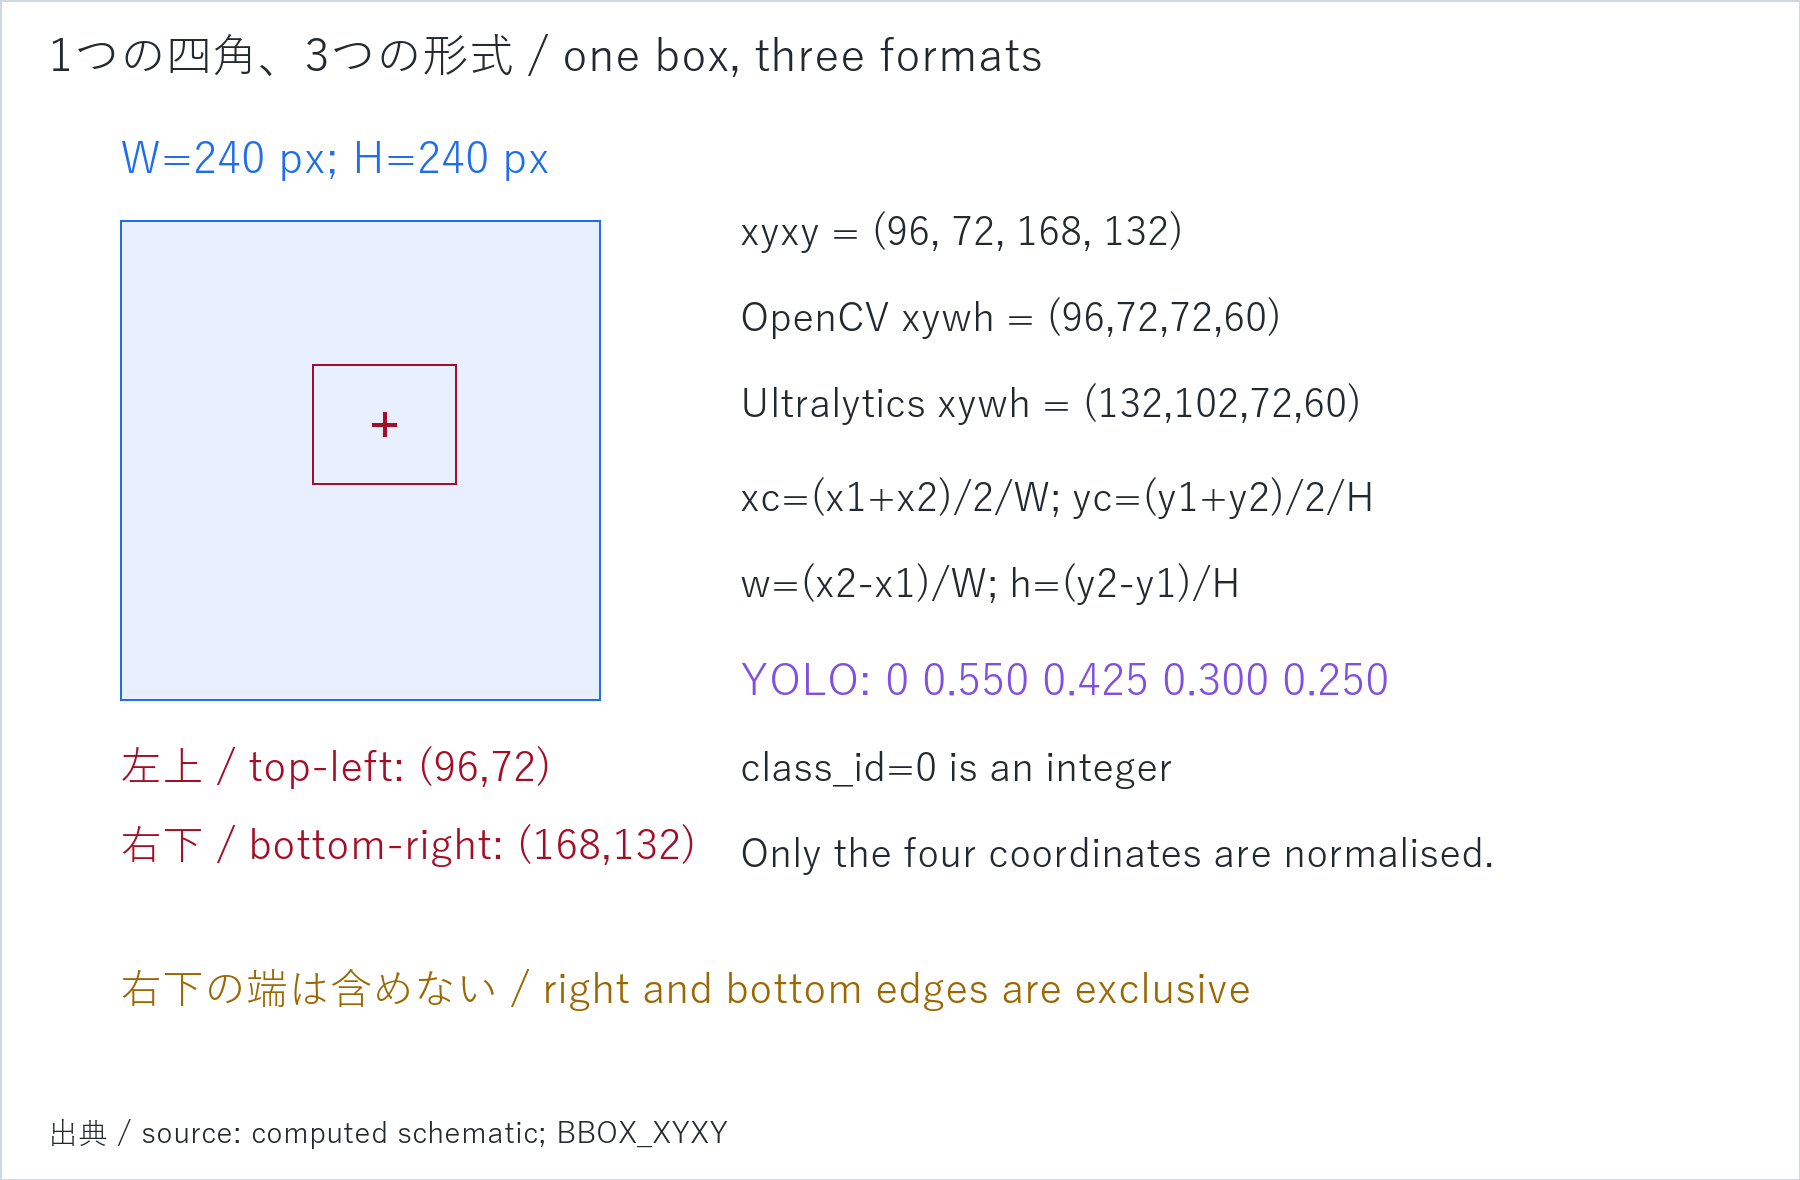 1つの四角、3つの形式 / one box, three formats
W=240 px; H=240 px
xyxy = (96, 72, 168, 132)
OpenCV xywh = (96,72,72,60)
Ultralytics xywh = (132,102,72,60)
xc=(x1+x2)/2/W; yc=(y1+y2)/2/H
w=(x2-x1)/W; h=(y2-y1)/H
YOLO: 0 0.550 0.425 0.300 0.250
左上 / top-left: (96,72)
class_id=0 is an integer
右下 / bottom-right: (168,132)
Only the four coordinates are normalised.
右下の端は含めない / right and bottom edges are exclusive
出典 / source: computed schematic; BBOX_XYXY